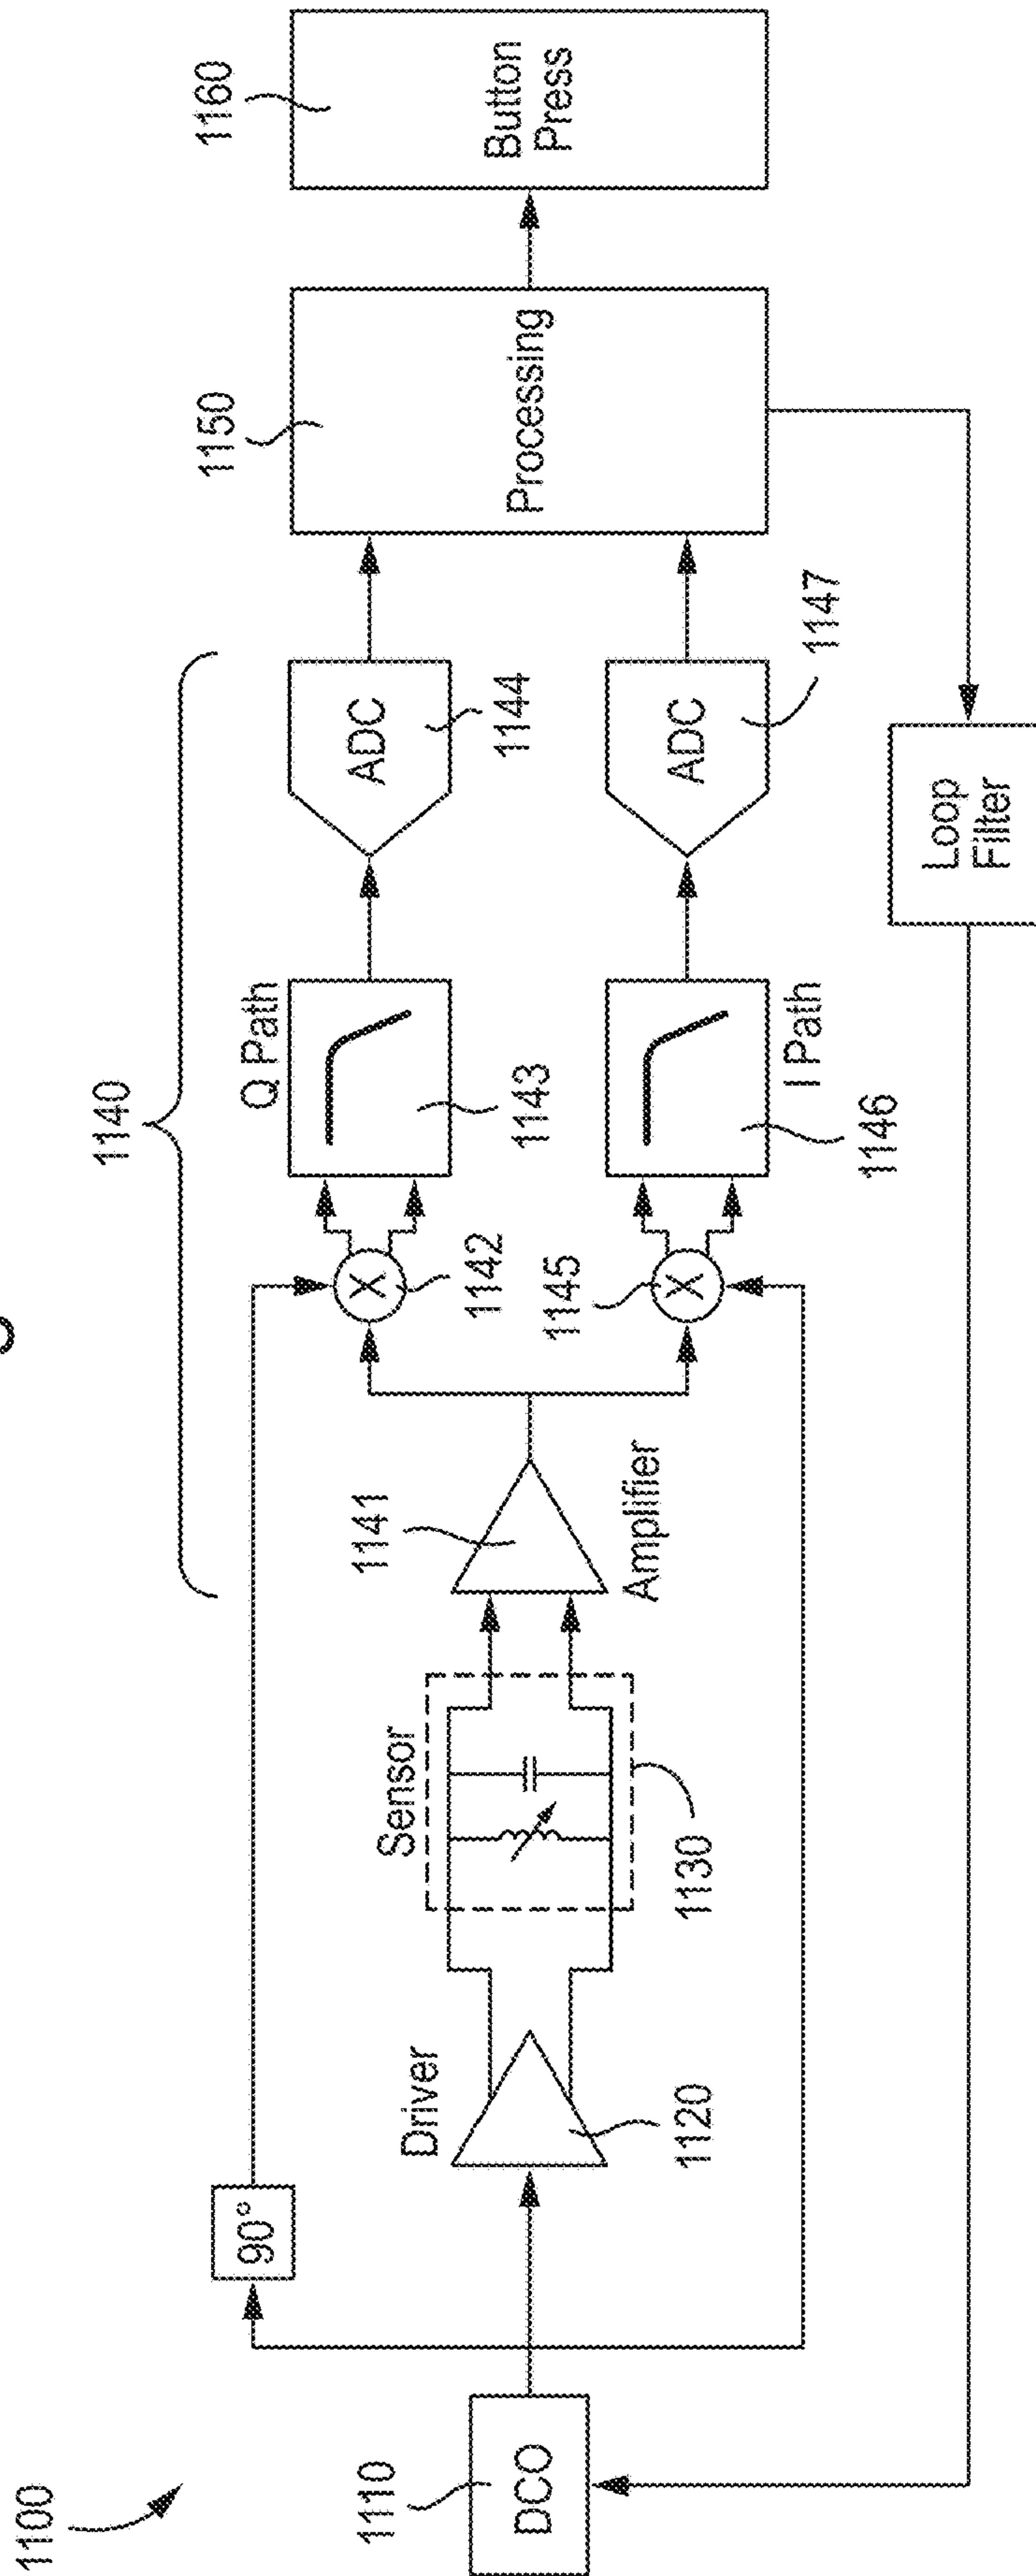 1100
1140
1110
DCO
90°
Driver
1120
Sensor
1130
1141
Amplifier
X
1142
X
1145
Q Path
1143
I Path
1146
ADC
1144
ADC
1147
1150
Processing
1160
Button
Press
Loop
Filter